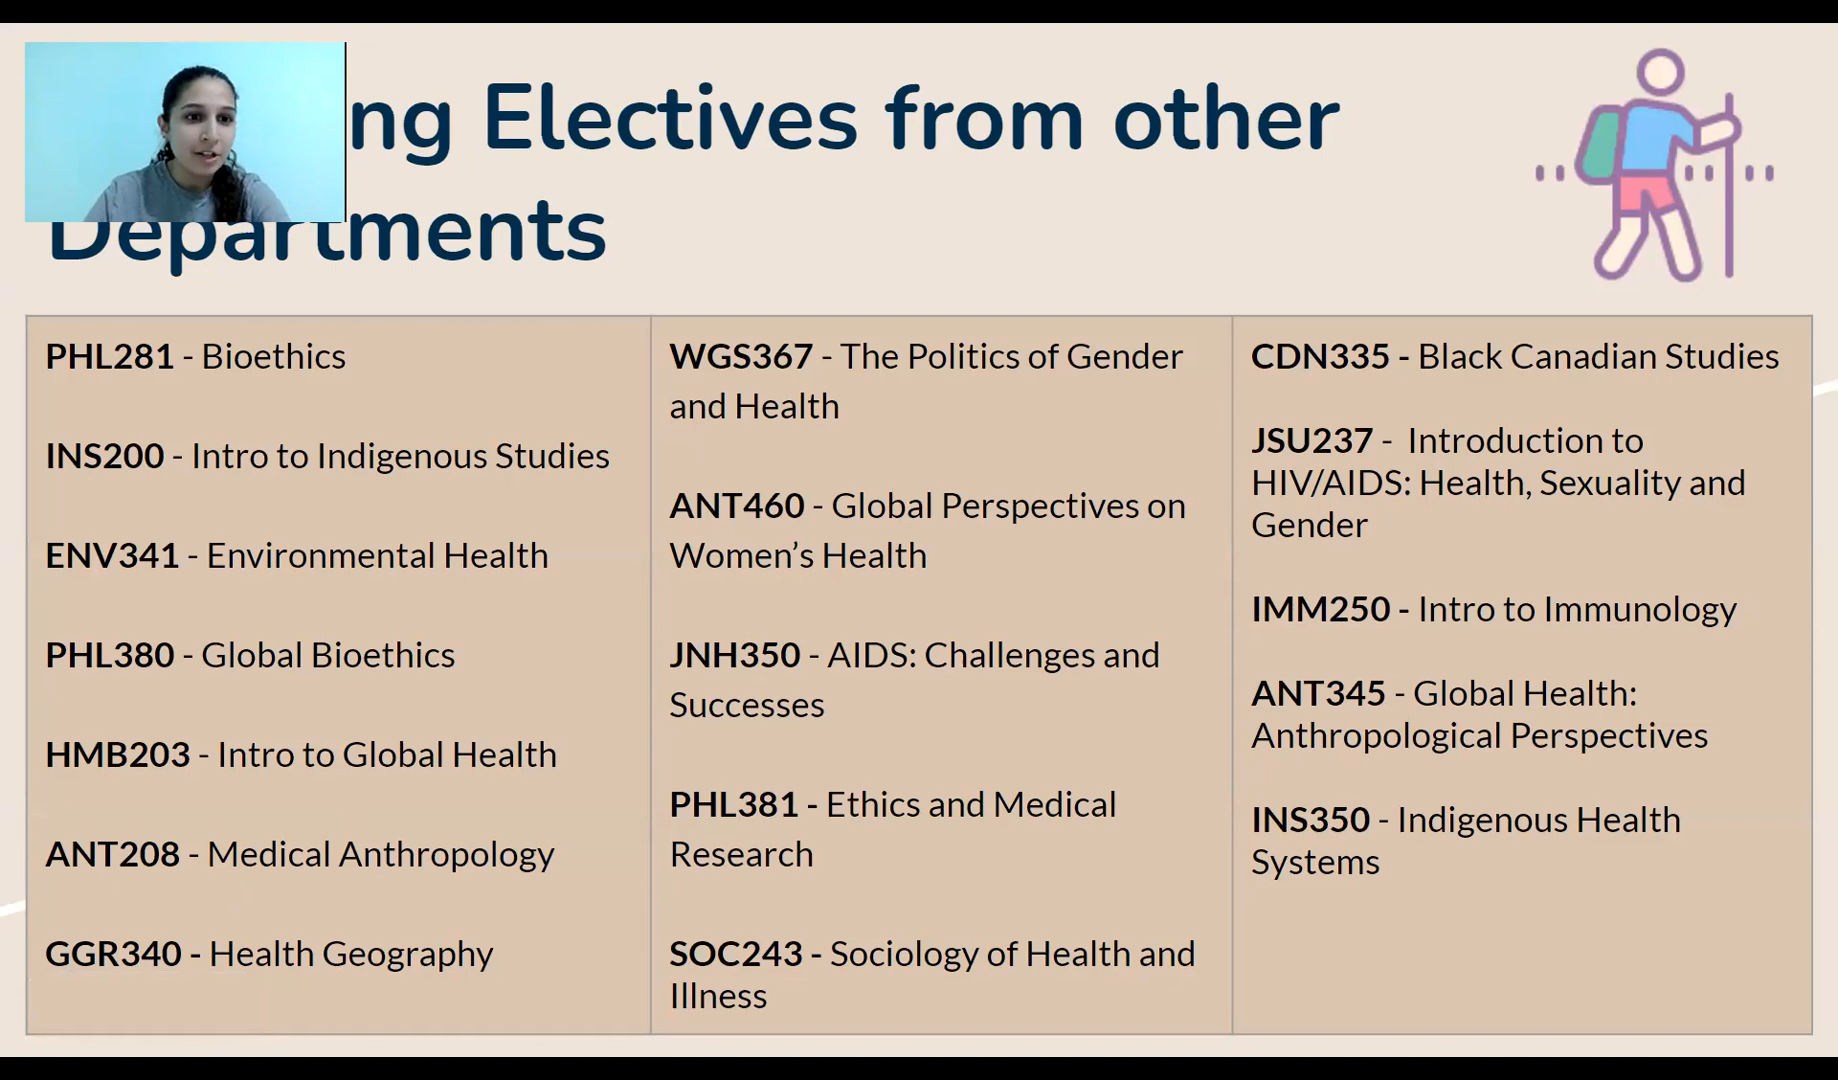 ng Electives from other
Departments
PHL281 - Bioethics
INS200 - Intro to Indigenous Studies
ENV341 - Environmental Health
PHL380 - Global Bioethics
HMB203 - Intro to Global Health
ANT208 - Medical Anthropology
GGR340 - Health Geography
WGS367 - The Politics of Gender
and Health
ANT460 - Global Perspectives on
Women’s Health
JNH350 - AIDS: Challenges and
Successes
PHL381 - Ethics and Medical
Research
SOC243 - Sociology of Health and
Illness
CDN335 - Black Canadian Studies
JSU237 - Introduction to
HIV/AIDS: Health, Sexuality and
Gender
IMM250 - Intro to Immunology
ANT345 - Global Health:
Anthropological Perspectives
INS350 - Indigenous Health
Systems